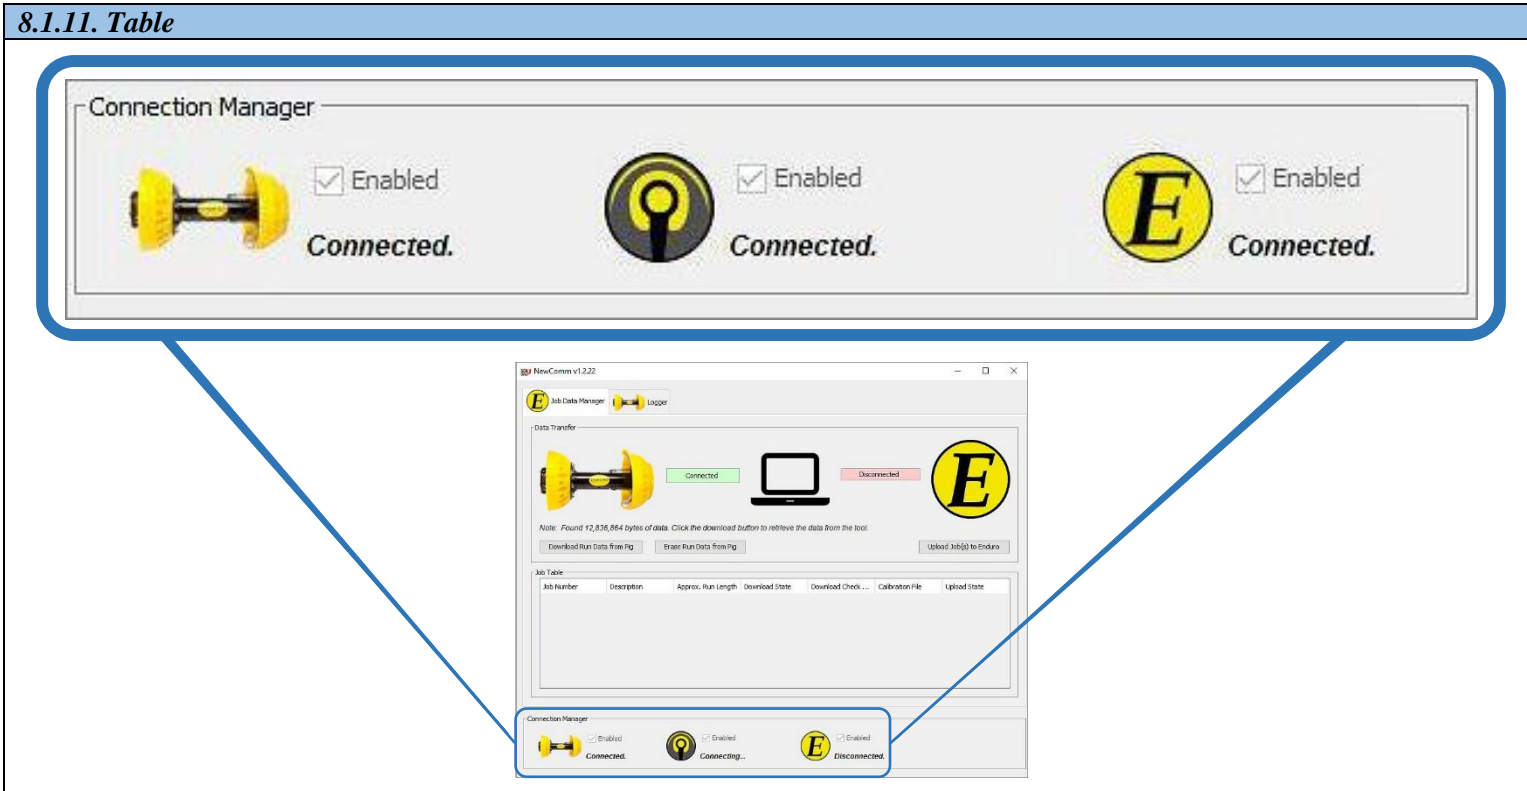 8.1.11. Table
Connection Manager
Enabled
Connected.
Enabled
Connected.
E
Enabled
Connected.
NewComm v1.2.22
E Job Data Manager
Logger
Data Transfer
Connected
Disconnected
E
Note: Found 12,836,864 bytes of data. Click the download button to retrieve the data from the tool.
Download Run Data from Pig Erase Run Data from Pig Upload Job(s) to Enduro
Job Table
Job Number Description Approx. Run Length Download State Download Check ... Calibration File Upload State
Connection Manager
Enabled
Connected.
Enabled
Connecting...
E
Enabled
Disconnected.